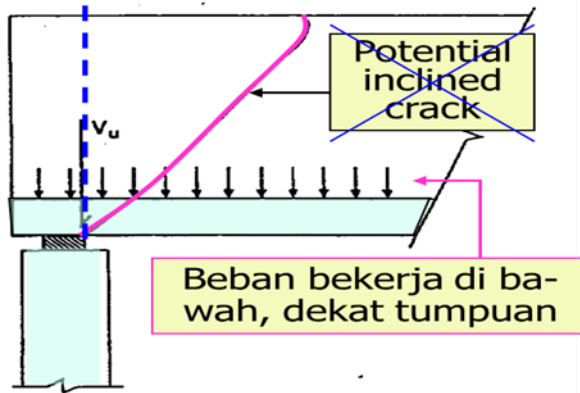 Potential
inclined
crack
Vu
Beban bekerja di ba-
wah, dekat tumpuan